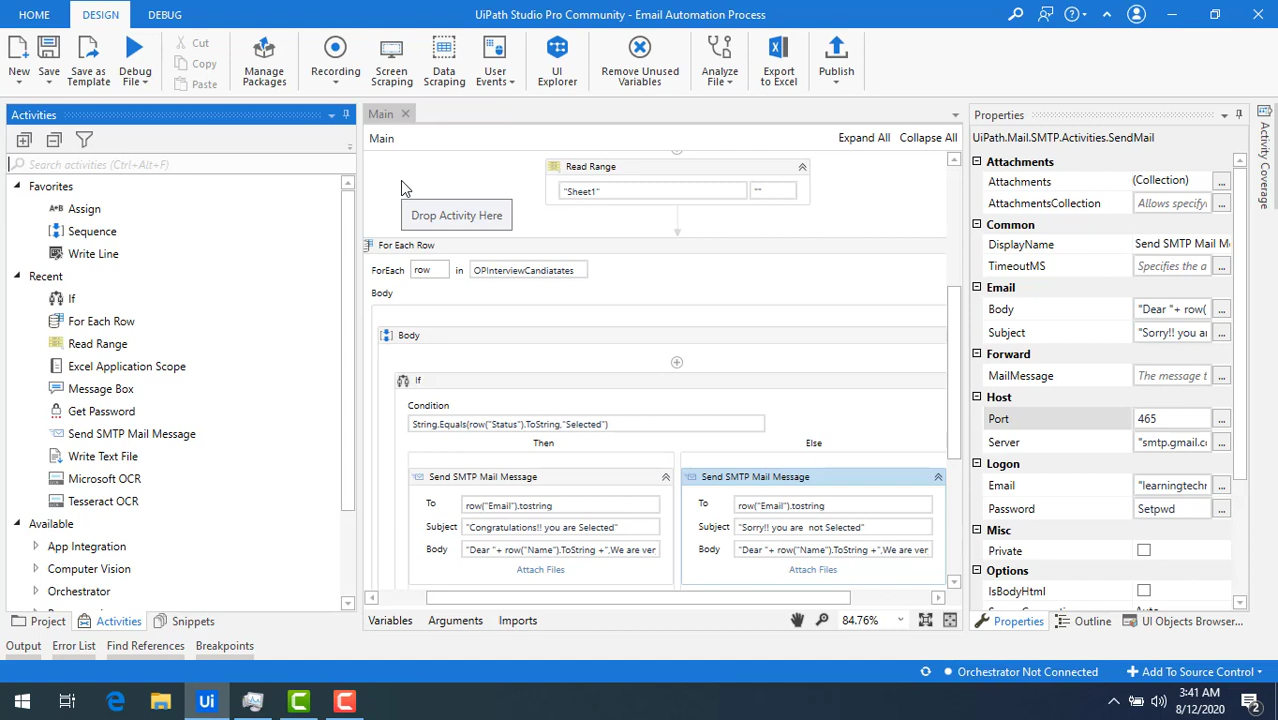 HOME DESIGN DEBUG UiPath Studio Pro Community - Email Automation Process
New Save Save as Template Debug File Cut Copy Paste Manage Packages Recording Screen Scraping Data Scraping User Events UI Explorer Remove Unused Variables Analyze File Export to Excel Publish
Activities
Search activities (Ctrl+Alt+F)
Favorites
Assign
Sequence
Write Line
Recent
If
For Each Row
Read Range
Excel Application Scope
Message Box
Get Password
Send SMTP Mail Message
Write Text File
Microsoft OCR
Tesseract OCR
Available
App Integration
Computer Vision
Orchestrator
Project Activities Snippets
Main
Main Expand All Collapse All
Read Range
"Sheet1" ""
Drop Activity Here
For Each Row
ForEach row in OPInterviewCandiatates
Body
Body
If
Condition
String.Equals(row("Status").ToString,"Selected")
Then Else
Send SMTP Mail Message Send SMTP Mail Message
To row("Email").tostring To row("Email").tostring
Subject "Congratulations!! you are Selected" Subject "Sorry!! you are  not Selected"
Body "Dear "+ row("Name").ToString +",We are ver Body "Dear "+ row("Name").ToString +",We are ver
Attach Files Attach Files
Variables Arguments Imports 84.76%
Properties
UiPath.Mail.SMTP.Activities.SendMail
Attachments
Attachments (Collection) ...
AttachmentsCollection Allows specify ...
Common
DisplayName Send SMTP Mail M
TimeoutMS Specifies the a ...
Email
Body "Dear "+ row( ...
Subject "Sorry!! you are ...
Forward
MailMessage The message t ...
Host
Port 465 ...
Server "smtp.gmail.c ...
Logon
Email "learningtech ...
Password Setpwd ...
Misc
Private
Options
IsBodyHtml
Properties Outline UI Objects Browser...
Activity Coverage
Output Error List Find References Breakpoints
Orchestrator Not Connected Add To Source Control
Ui
3:41 AM
8/12/2020
2